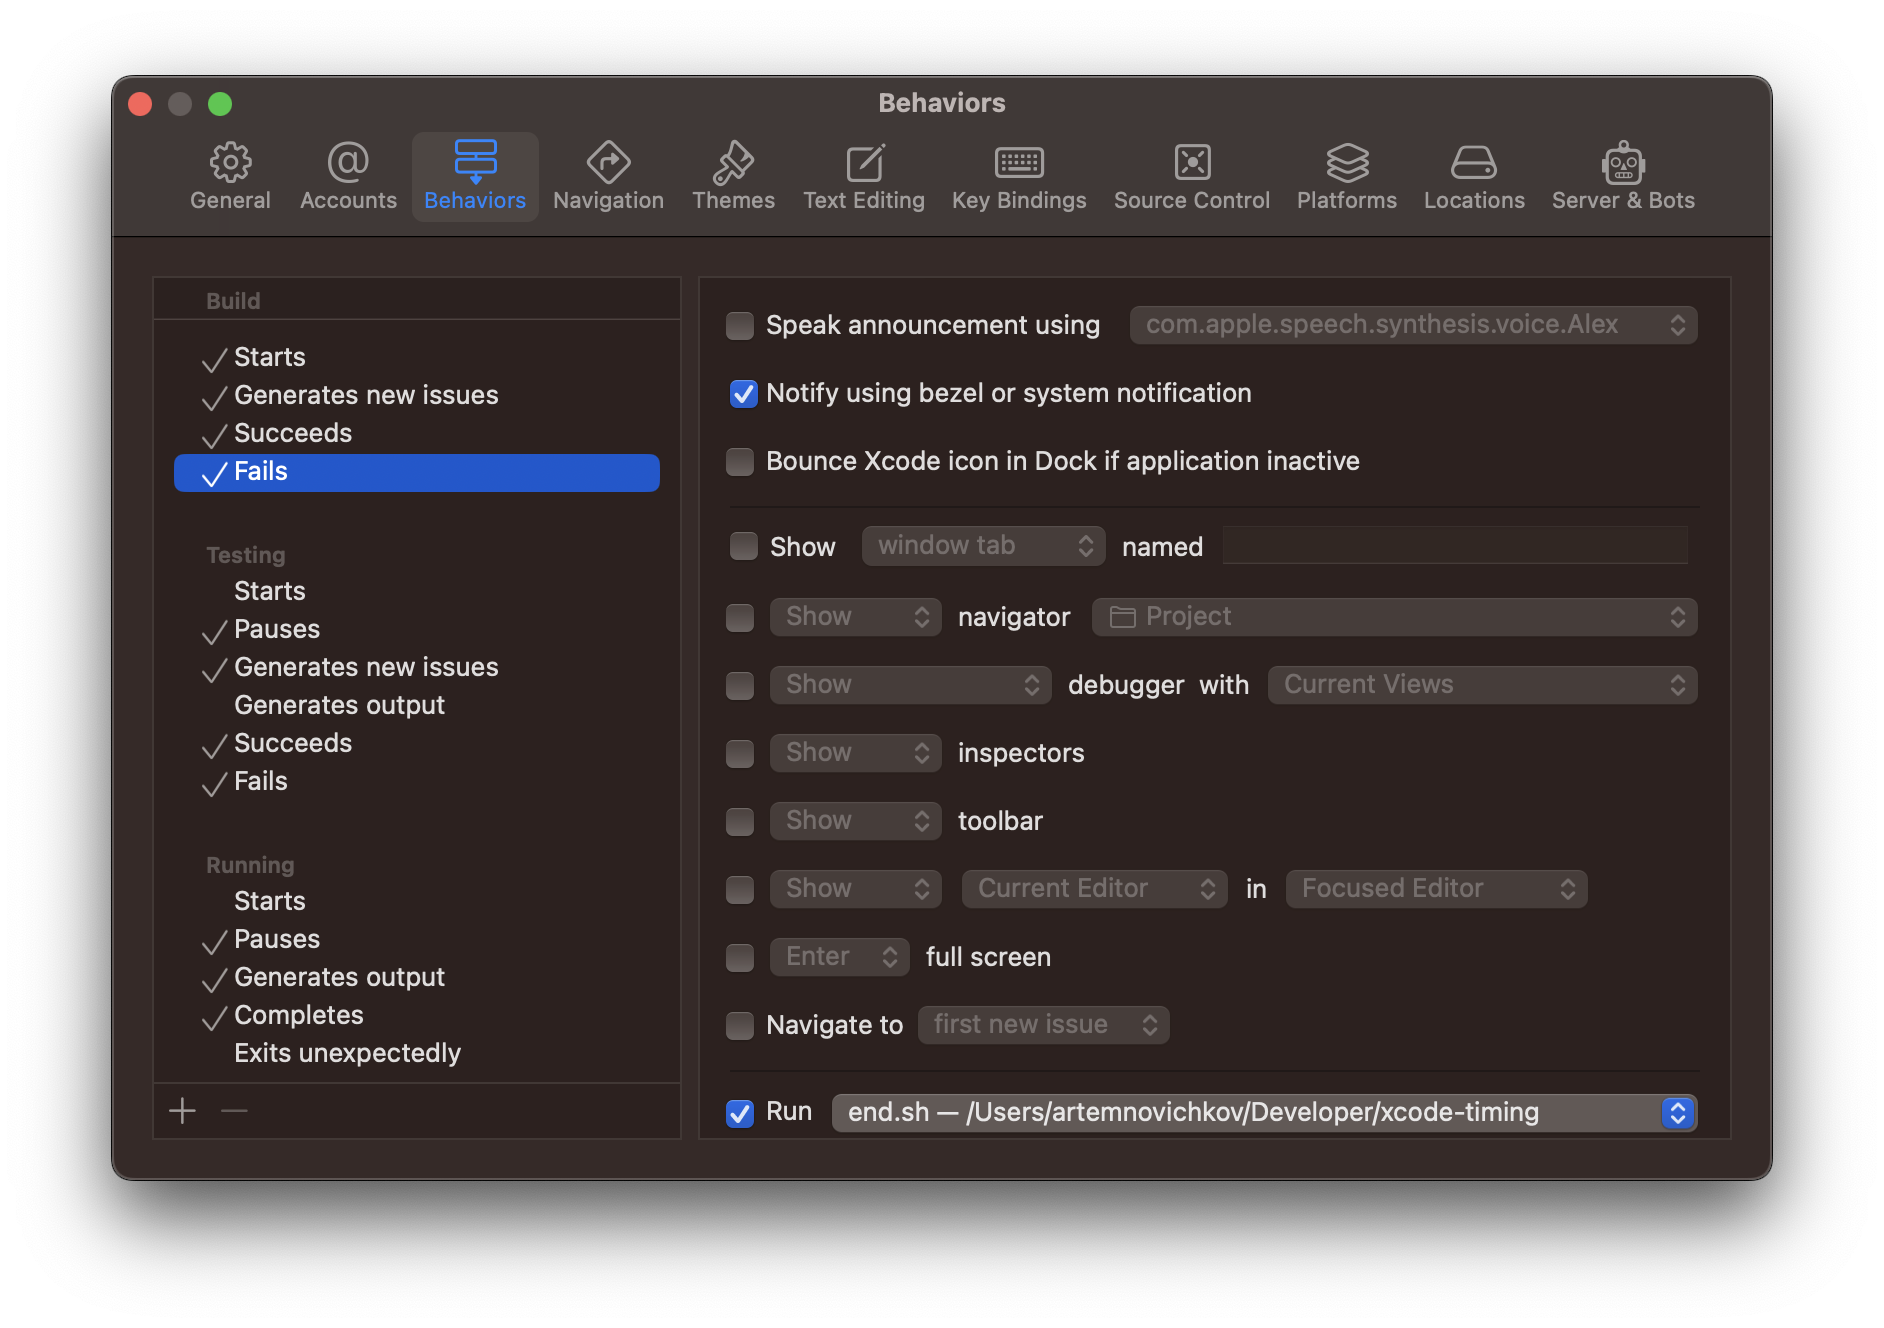 Behaviors
General Accounts Behaviors Navigation Themes Text Editing Key Bindings Source Control Platforms Locations Server & Bots
Build
Starts
Generates new issues
Succeeds
Fails
Testing
Starts
Pauses
Generates new issues
Generates output
Succeeds
Fails
Running
Starts
Pauses
Generates output
Completes
Exits unexpectedly
Speak announcement using com.apple.speech.synthesis.voice.Alex
Notify using bezel or system notification
Bounce Xcode icon in Dock if application inactive
Show window tab named
Show navigator Project
Show debugger with Current Views
Show inspectors
Show toolbar
Show Current Editor in Focused Editor
Enter full screen
Navigate to first new issue
Run end.sh — /Users/artemnovichkov/Developer/xcode-timing